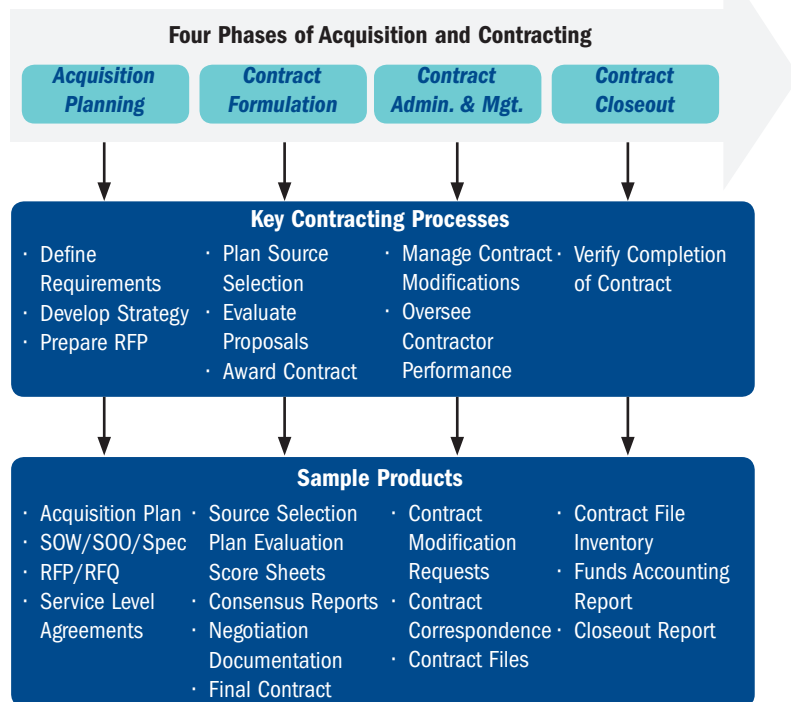 Four Phases of Acquisition and Contracting
Acquisition
Planning
Contract
Formulation
Contract
Admin. & Mgt.
Contract
Closeout
Key Contracting Processes
· Define
Requirements
· Develop Strategy
· Prepare RFP
· Plan Source
Selection
· Evaluate
Proposals
· Award Contract
· Manage Contract
Modifications
· Oversee
Contractor
Performance
· Verify Completion
of Contract
Sample Products
· Acquisition Plan
· SOW/SOO/Spec
· RFP/RFQ
· Service Level
Agreements
· Source Selection
Plan Evaluation
Score Sheets
· Consensus Reports
· Negotiation
Documentation
· Final Contract
· Contract
Modification
Requests
· Contract
Correspondence
· Contract Files
· Contract File
Inventory
· Funds Accounting
Report
· Closeout Report